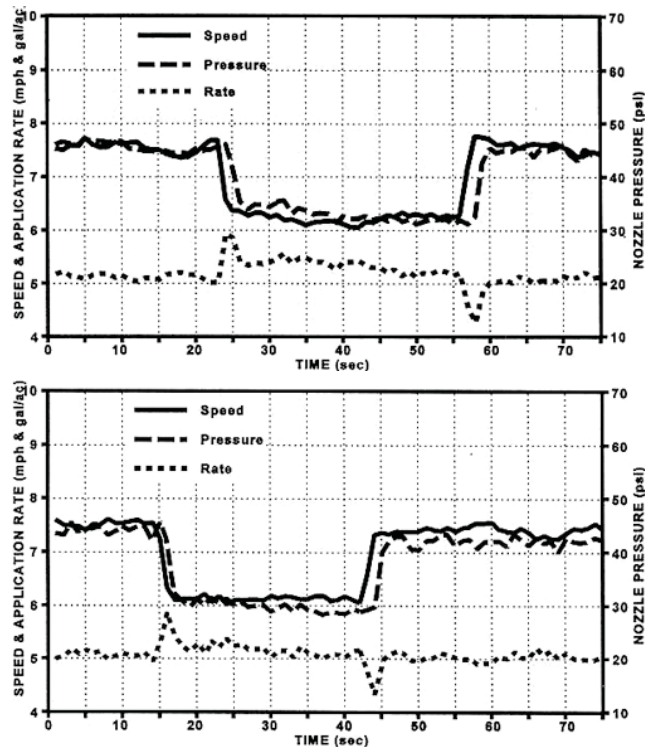 10
9
8
7
6
5
4
SPEED & APPLICATION RATE (mph & gal/ac)
Speed
Pressure
Rate
70
60
50
40
30
20
10
NOZZLE PRESSURE (psi)
0 10 20 30 40 50 60 70
TIME (sec)
10
9
8
7
6
5
4
SPEED & APPLICATION RATE (mph & gal/ac)
Speed
Pressure
Rate
70
60
50
40
30
20
10
NOZZLE PRESSURE (psi)
0 10 20 30 40 50 60 70
TIME (sec)